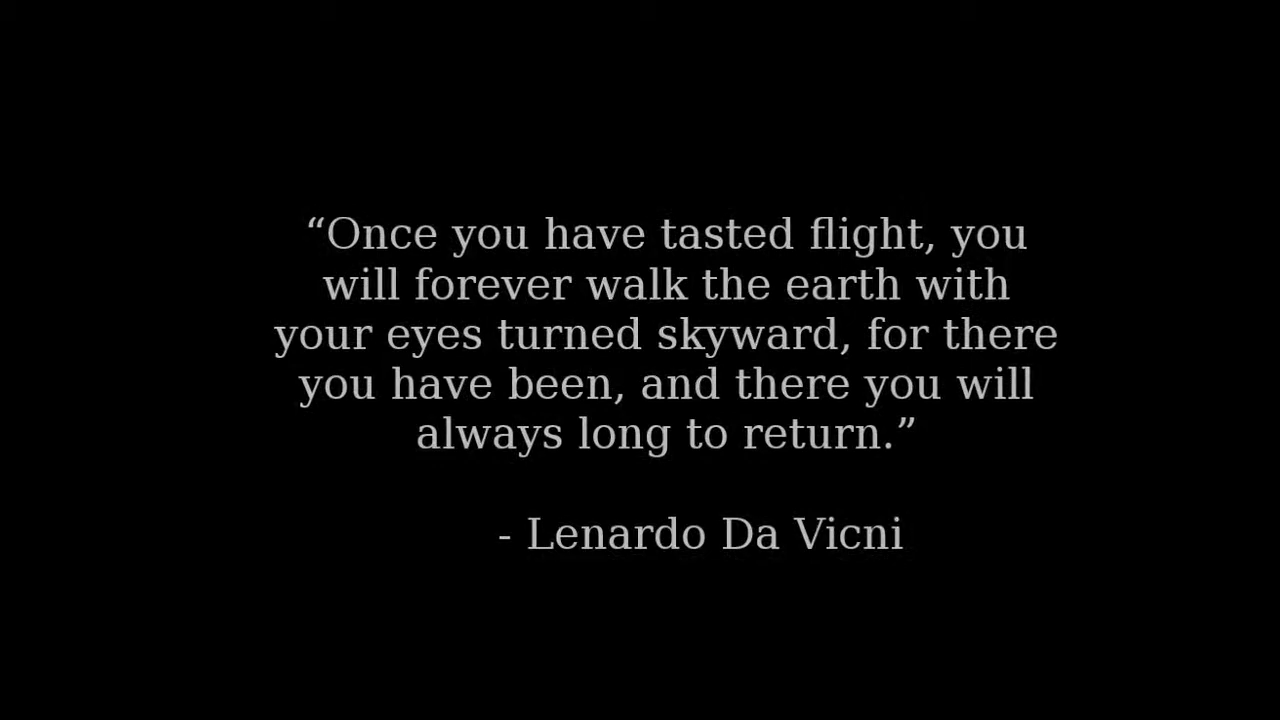 “Once you have tasted flight, you
will forever walk the earth with
your eyes turned skyward, for there
you have been, and there you will
always long to return.”
- Lenardo Da Vicni